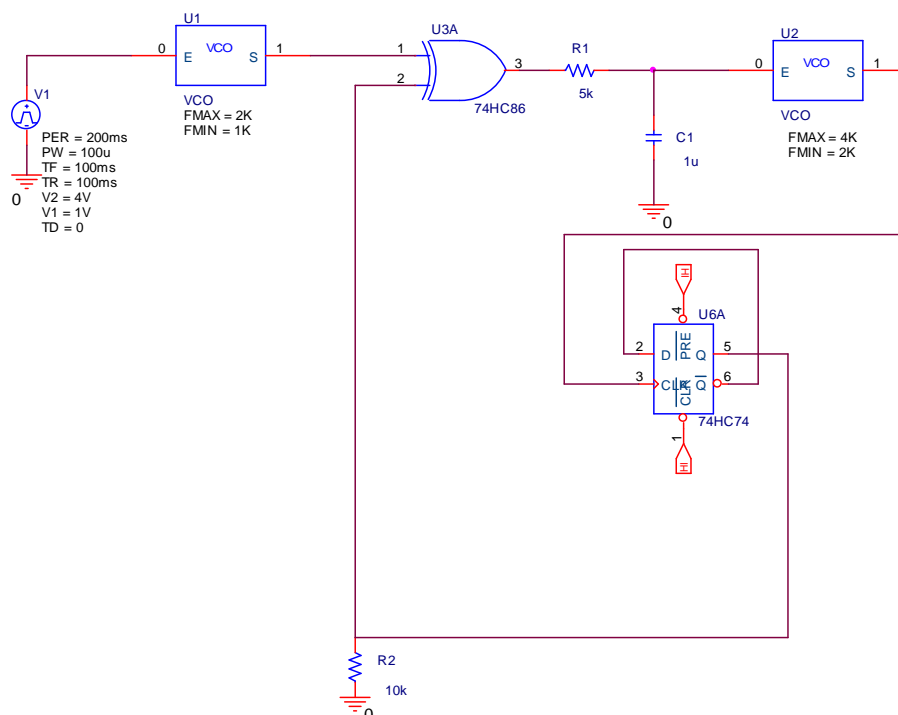 U1
0
E
VCO
S
1
VCO
FMAX = 2K
FMIN = 1K
V1
PER = 200ms
PW = 100u
TF = 100ms
TR = 100ms
V2 = 4V
V1 = 1V
TD = 0
0
U3A
1
2
3
74HC86
R1
5k
C1
1u
0
U2
0
E
VCO
S
1
VCO
FMAX = 4K
FMIN = 2K
HI
4
U6A
2
D
PRE
Q
5
3
CLK
CLR
Q
6
74HC74
1
HI
R2
10k
0